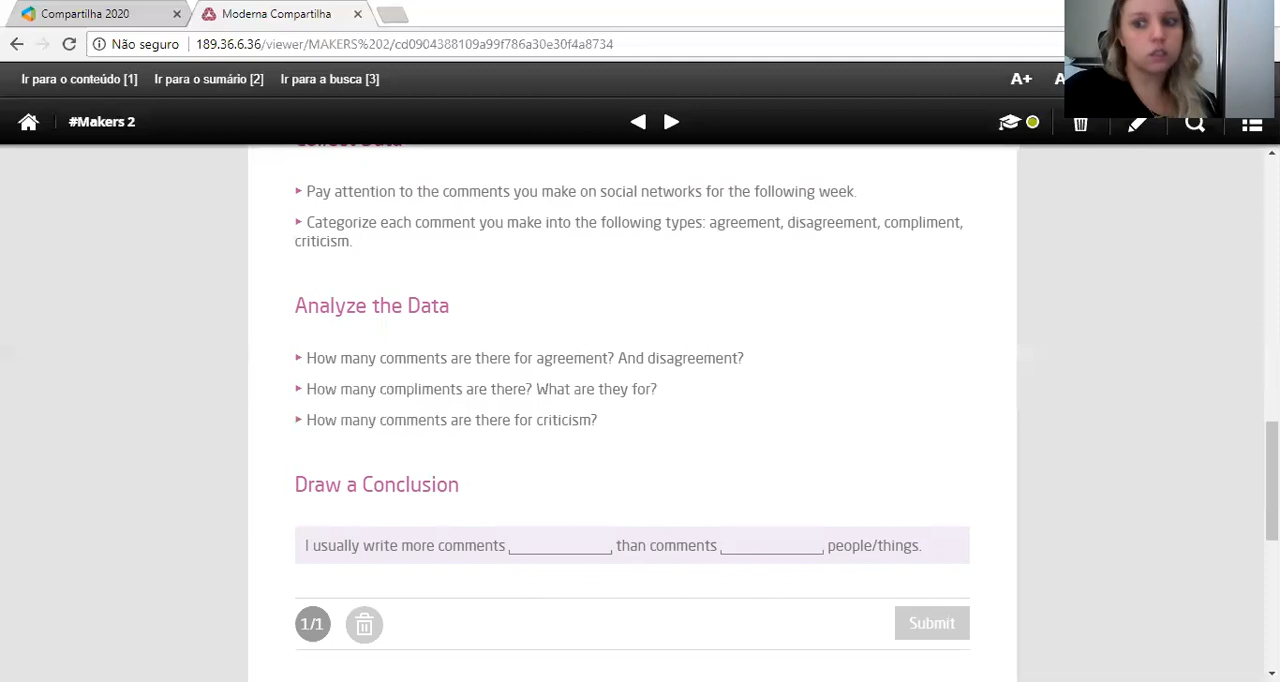 Compartilha 2020
Moderna Compartilha
Não seguro
189.36.6.36/viewer/MAKERS%202/cd0904388109a99f786a30e30f4a8734
Ir para o conteúdo [1] Ir para o sumário [2] Ir para a busca [3]
A+
#Makers 2
Collect Data
▸ Pay attention to the comments you make on social networks for the following week.
▸ Categorize each comment you make into the following types: agreement, disagreement, compliment,
criticism.
Analyze the Data
▸ How many comments are there for agreement? And disagreement?
▸ How many compliments are there? What are they for?
▸ How many comments are there for criticism?
Draw a Conclusion
I usually write more comments ____________ than comments ____________ people/things.
1/1
Submit